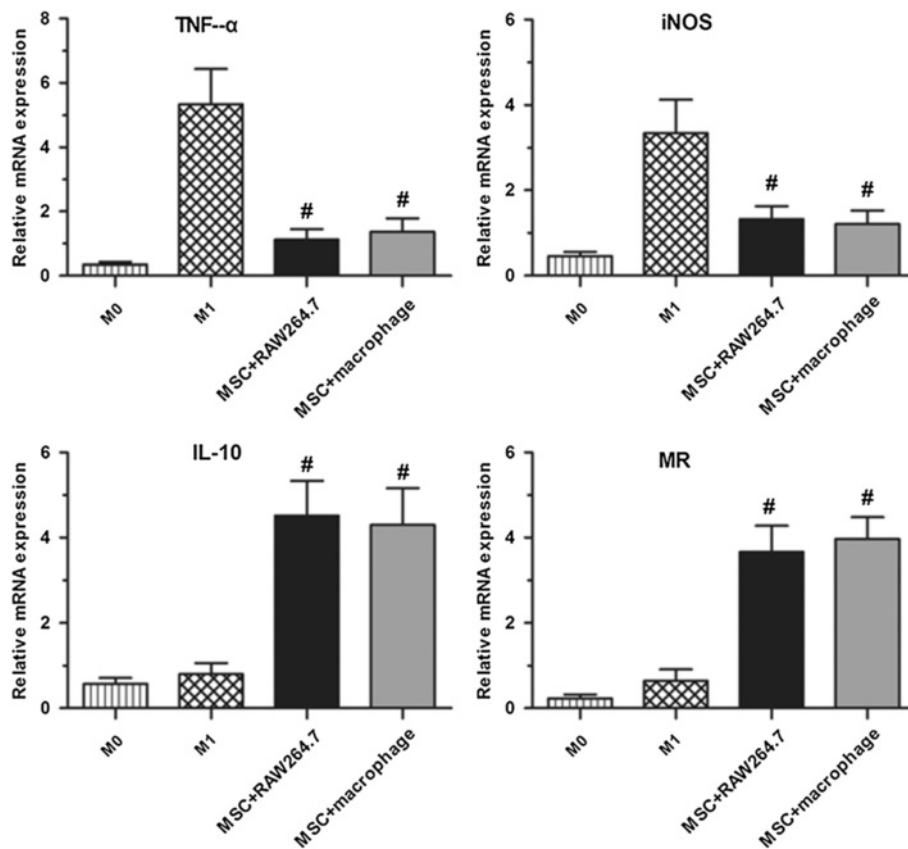 TNF--α
Relative mRNA expression
8
6
4
2
0
#
#
M0
M1
MSC+RAW264.7
MSC+macrophage
iNOS
Relative mRNA expression
6
4
2
0
#
#
M0
M1
MSC+RAW264.7
MSC+macrophage
IL-10
Relative mRNA expression
6
4
2
0
#
#
M0
M1
MSC+RAW264.7
MSC+macrophage
MR
Relative mRNA expression
6
4
2
0
#
#
M0
M1
MSC+RAW264.7
MSC+macrophage